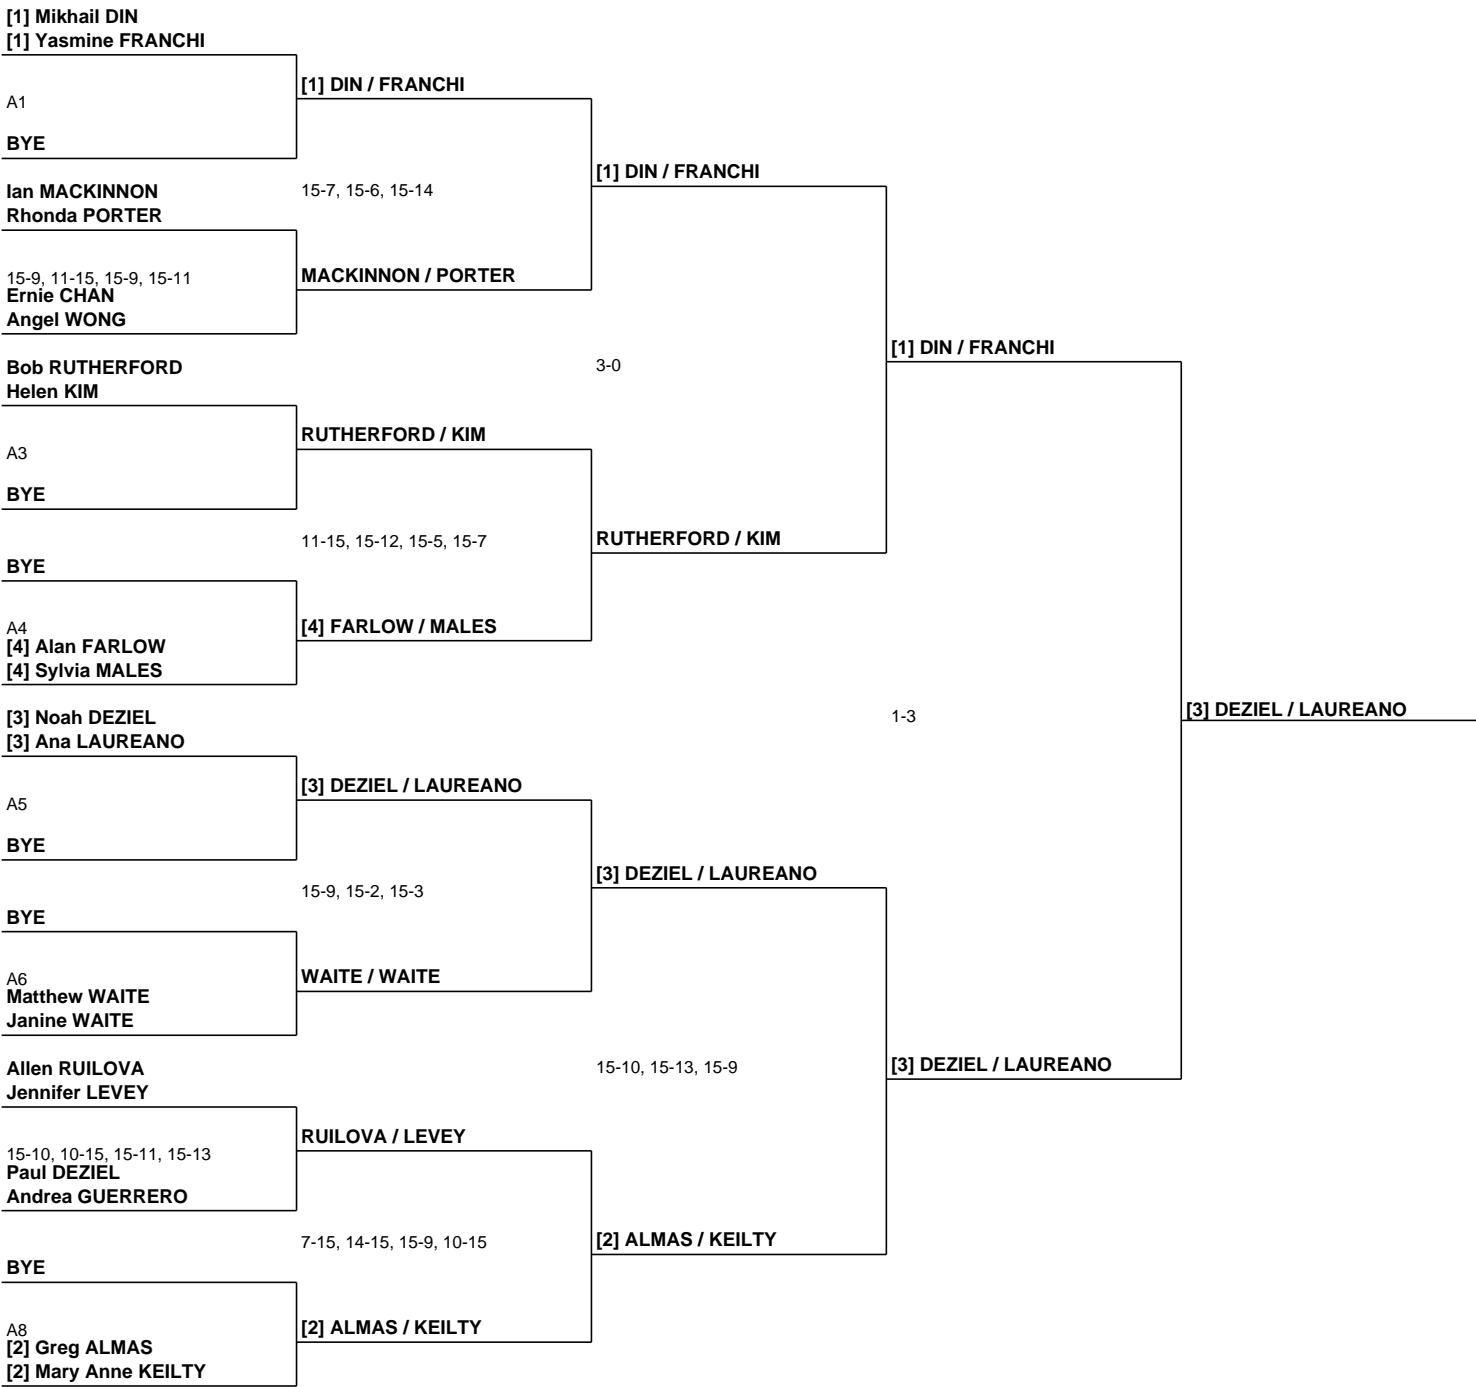 [1] Mikhail DIN
[1] Yasmine FRANCHI
[1] DIN / FRANCHI
A1
BYE
[1] DIN / FRANCHI
Ian MACKINNON
15-7, 15-6, 15-14
Rhonda PORTER
15-9, 11-15, 15-9, 15-11
MACKINNON / PORTER
Ernie CHAN
Angel WONG
[1] DIN / FRANCHI
Bob RUTHERFORD
3-0
Helen KIM
RUTHERFORD / KIM
A3
BYE
11-15, 15-12, 15-5, 15-7
RUTHERFORD / KIM
BYE
A4
[4] FARLOW / MALES
[4] Alan FARLOW
[4] Sylvia MALES
[3] Noah DEZIEL
1-3
[3] DEZIEL / LAUREANO
[3] Ana LAUREANO
[3] DEZIEL / LAUREANO
A5
BYE
[3] DEZIEL / LAUREANO
15-9, 15-2, 15-3
BYE
A6
WAITE / WAITE
Matthew WAITE
Janine WAITE
Allen RUILOVA
15-10, 15-13, 15-9
[3] DEZIEL / LAUREANO
Jennifer LEVEY
RUILOVA / LEVEY
15-10, 10-15, 15-11, 15-13
Paul DEZIEL
Andrea GUERRERO
7-15, 14-15, 15-9, 10-15
[2] ALMAS / KEILTY
BYE
A8
[2] ALMAS / KEILTY
[2] Greg ALMAS
[2] Mary Anne KEILTY